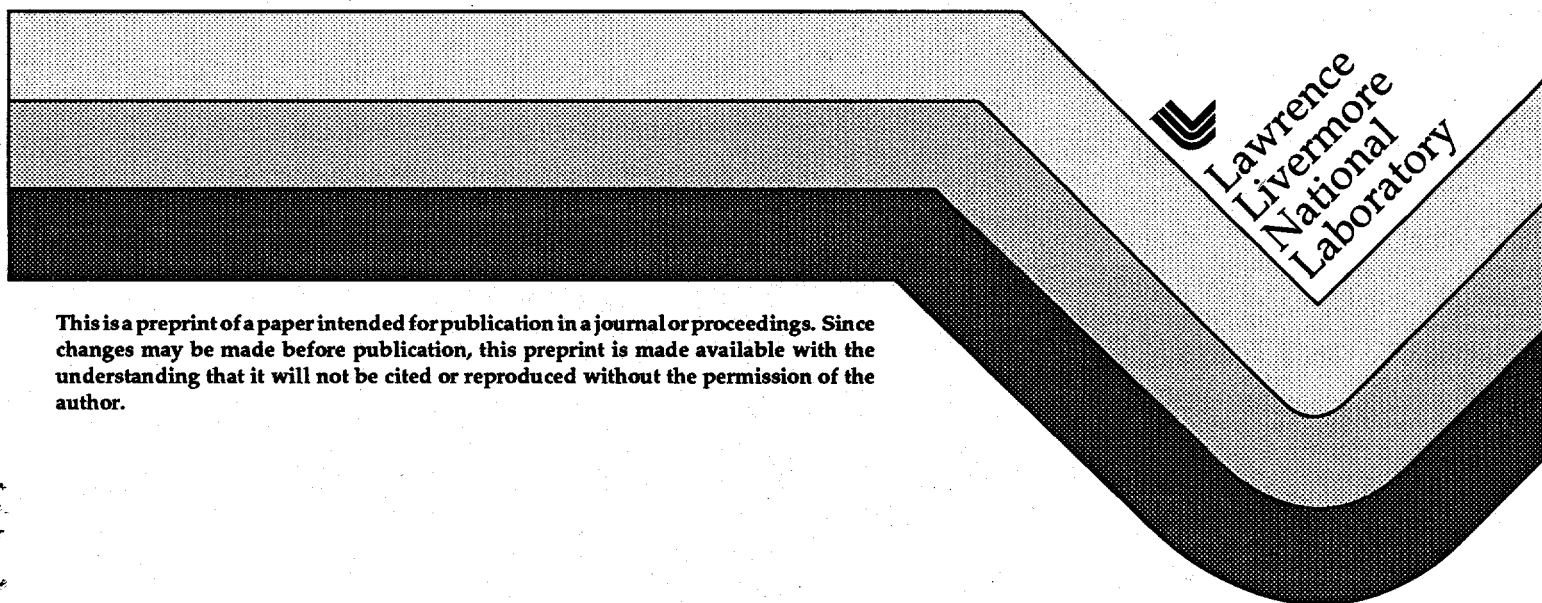 Lawrence
Livermore
National
Laboratory
This is a preprint of a paper intended for publication in a journal or proceedings. Since
changes may be made before publication, this preprint is made available with the
understanding that it will not be cited or reproduced without the permission of the
author.